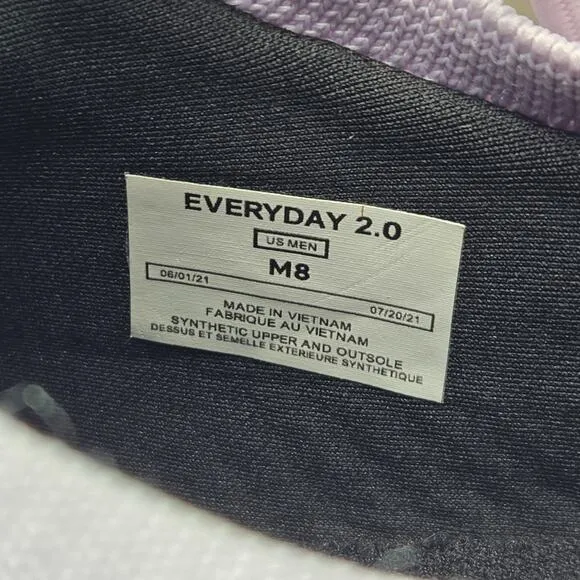 EVERYDAY 2.0
US MEN
M8
06/01/21 07/20/21
MADE IN VIETNAM
FABRIQUE AU VIETNAM
SYNTHETIC UPPER AND OUTSOLE
DESSUS ET SEMELLE EXTERIEURE SYNTHETIQUE